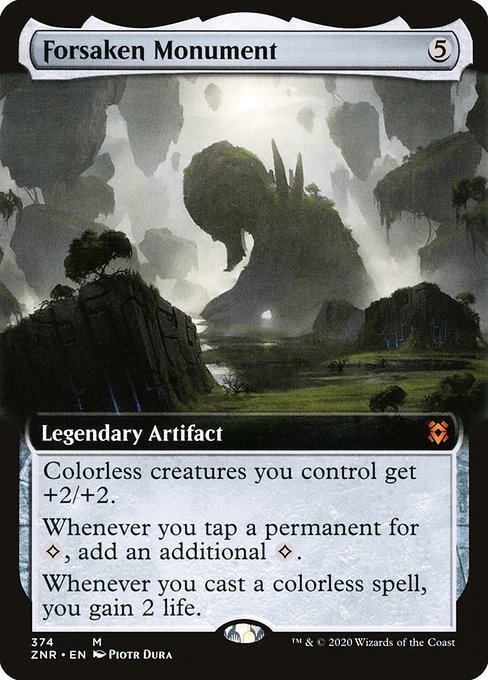 Forsaken Monument 5
Legendary Artifact
Colorless creatures you control get
+2/+2.
Whenever you tap a permanent for
◇, add an additional ◇.
Whenever you cast a colorless spell,
you gain 2 life.
374 M
ZNR • EN Piotr Dura
™ & © 2020 Wizards of the Coast